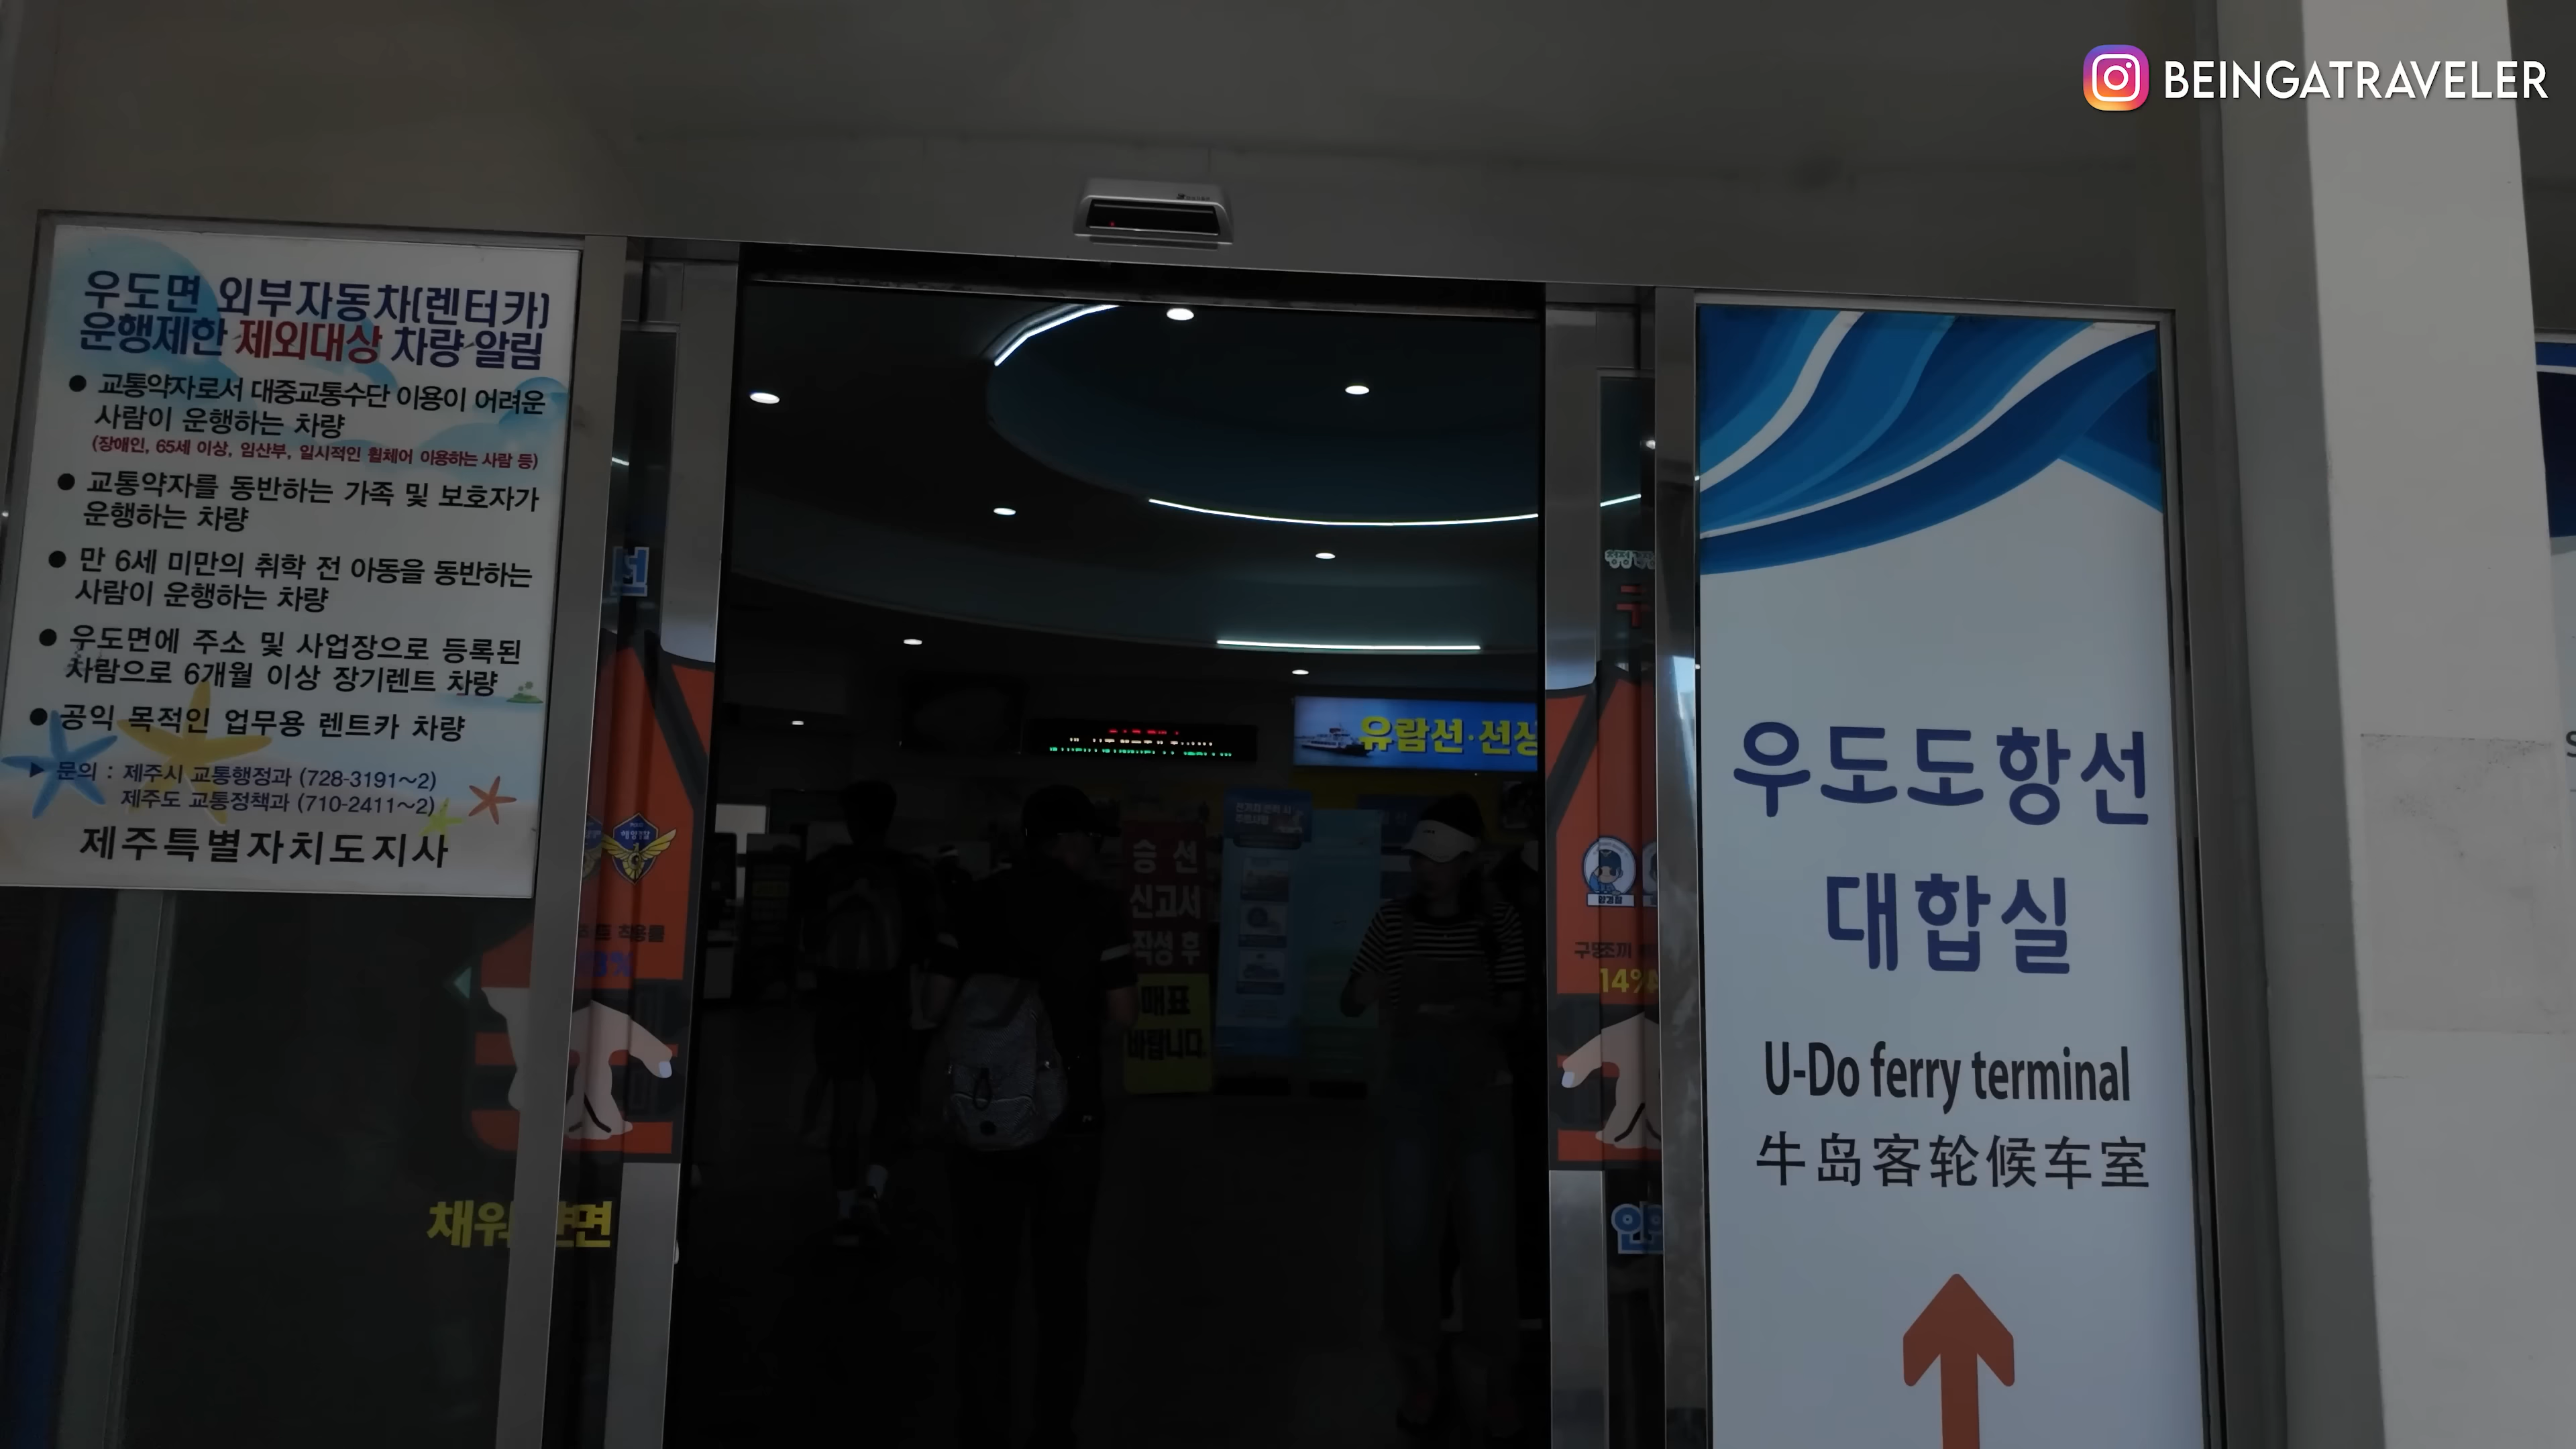 BEINGATRAVELER
우도면 외부자동차(렌터카)
운행제한 제외대상 차량 알림
● 교통약자로서 대중교통수단 이용이 어려운
사람이 운행하는 차량
(장애인, 65세 이상, 임산부, 일시적인 휠체어 이용하는 사람 등)
● 교통약자를 동반하는 가족 및 보호자가
운행하는 차량
● 만 6세 미만의 취학 전 아동을 동반하는
사람이 운행하는 차량
● 우도면에 주소 및 사업장으로 등록된
차람으로 6개월 이상 장기렌트 차량
● 공익 목적인 업무용 렌트카 차량
▶ 문의 : 제주시 교통행정과 (728-3191~2)
제주도 교통정책과 (710-2411~2)
제주특별자치도지사
유람선·선상
승 선
신고서
작성 후
매표
바랍니다
구명조끼
14%
우도도항선
대합실
U-Do ferry terminal
牛岛客轮候车室